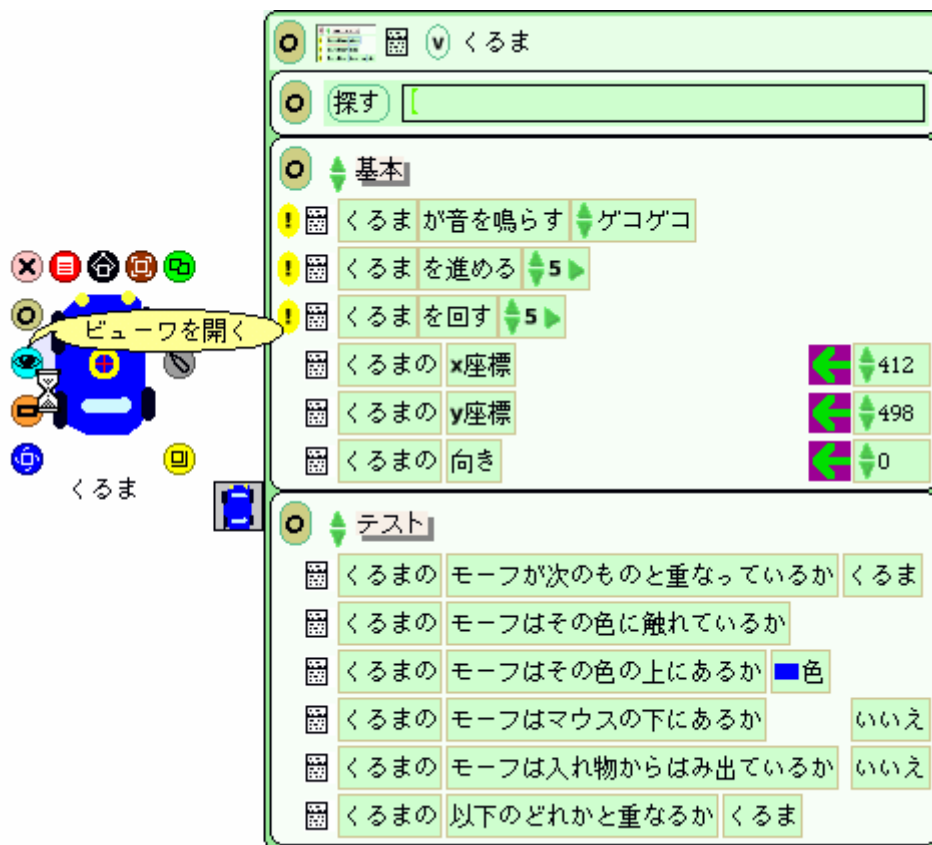 v くるま
探す
基本
! くるま が音を鳴らす ゲコゲコ
! くるま を進める 5
! くるま を回す 5
くるまの x座標 412
くるまの y座標 498
くるまの 向き 0
テスト
くるまの モーフが次のものと重なっているか くるま
くるまの モーフはその色に触れているか
くるまの モーフはその色の上にあるか 色
くるまの モーフはマウスの下にあるか いいえ
くるまの モーフは入れ物からはみ出ているか いいえ
くるまの 以下のどれかと重なるか くるま
ビューワを開く
くるま